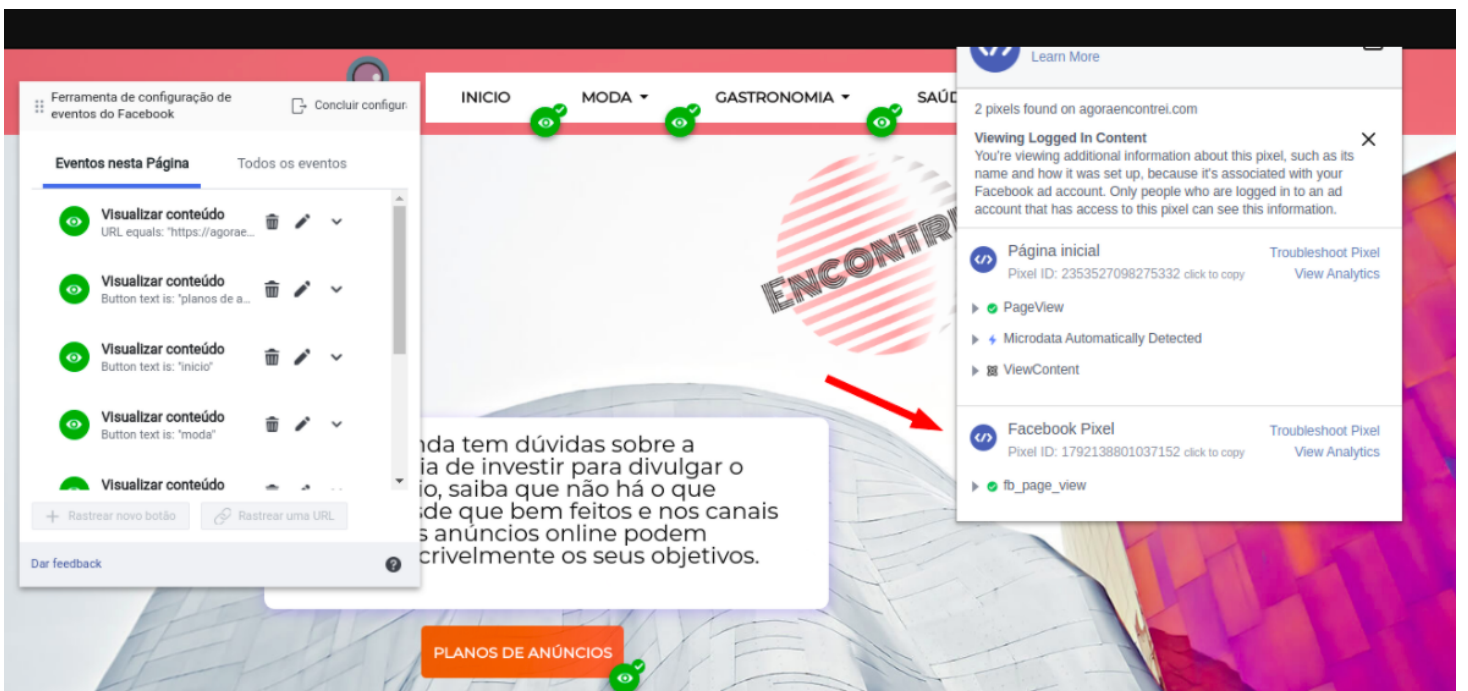 Ferramenta de configuração de
eventos do Facebook
Concluir configur
Eventos nesta Página
Todos os eventos
Visualizar conteúdo
URL equals: "https://agorae...
Visualizar conteúdo
Button text is: "planos de a...
Visualizar conteúdo
Button text is: "inicio"
Visualizar conteúdo
Button text is: "moda"
Visualizar conteúdo
+ Rastrear novo botão
Rastrear uma URL
Dar feedback
?
INICIO
MODA
GASTRONOMIA
SAÚD
ENCONTRE
nda tem dúvidas sobre a
ia de investir para divulgar o
io, saiba que não há o que
sde que bem feitos e nos canais
s anúncios online podem
crivelmente os seus objetivos.
PLANOS DE ANÚNCIOS
Learn More
2 pixels found on agoraencontrei.com
Viewing Logged In Content
You're viewing additional information about this pixel, such as its
name and how it was set up, because it's associated with your
Facebook ad account. Only people who are logged in to an ad
account that has access to this pixel can see this information.
Página inicial
Troubleshoot Pixel
Pixel ID: 2353527098275332 click to copy
View Analytics
PageView
Microdata Automatically Detected
ViewContent
Facebook Pixel
Troubleshoot Pixel
Pixel ID: 1792138801037152 click to copy
View Analytics
fb_page_view